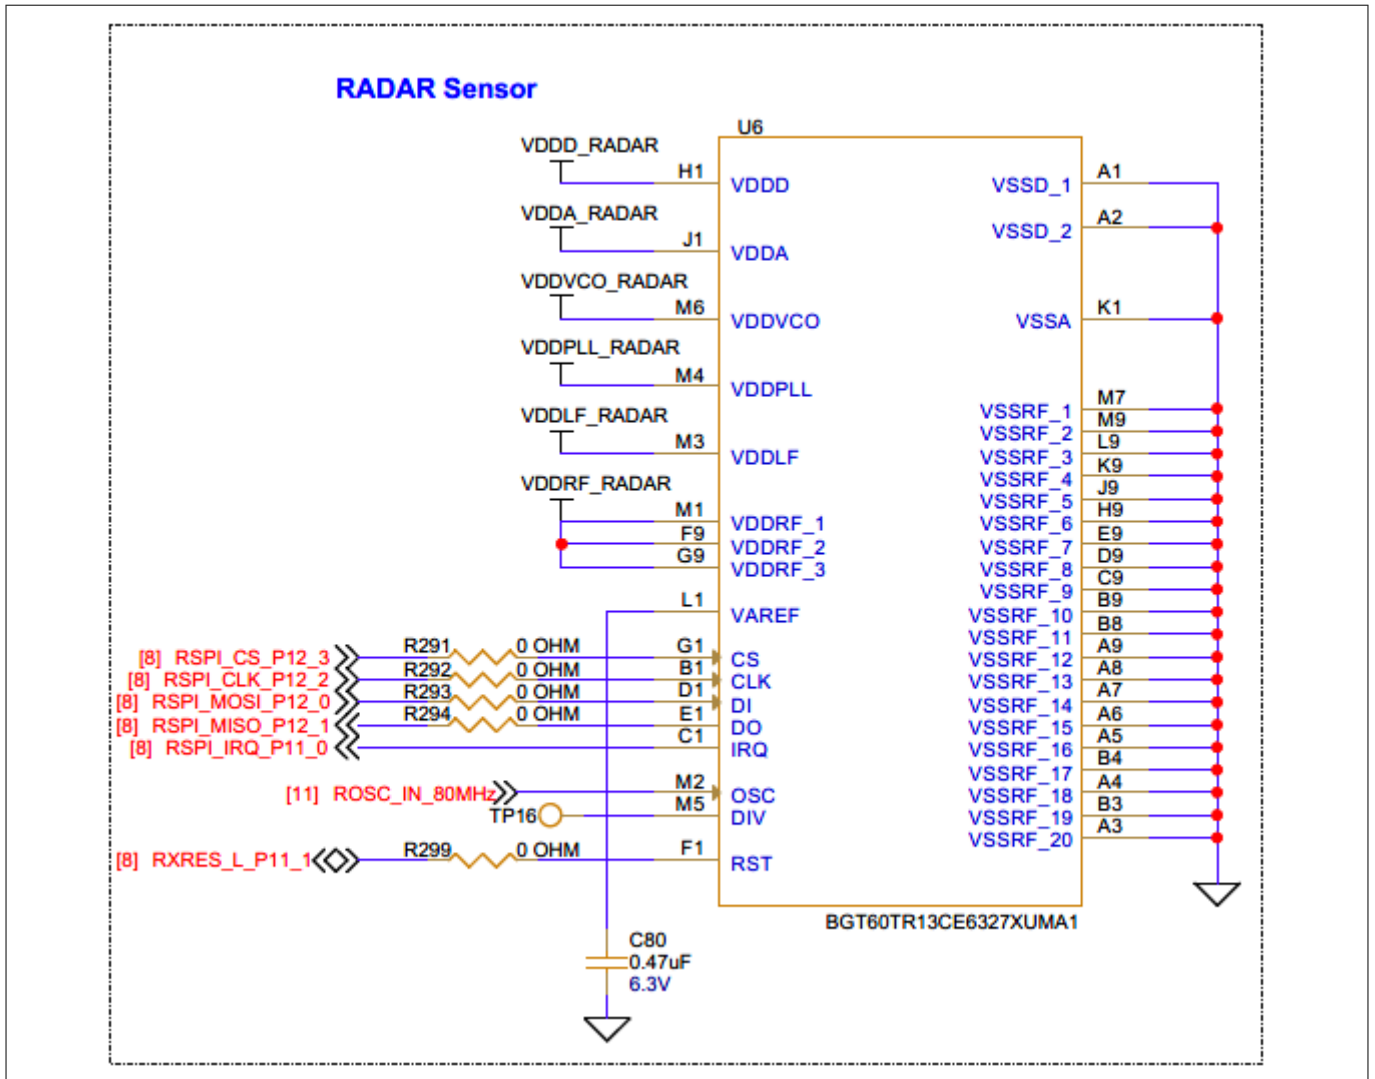 RADAR Sensor
U6
VDDD_RADAR
H1
VDDD
VSSD_1
A1
VDDA_RADAR
J1
VDDA
VSSD_2
A2
VDDVCO_RADAR
M6
VDDVCO
VSSA
K1
VDDPLL_RADAR
M4
VDDPLL
VDDLF_RADAR
M3
VDDLF
VDDRF_RADAR
M1
VDDRF_1
F9
VDDRF_2
G9
VDDRF_3
L1
VAREF
VSSRF_1
M7
VSSRF_2
M9
VSSRF_3
L9
VSSRF_4
K9
VSSRF_5
J9
VSSRF_6
H9
VSSRF_7
E9
VSSRF_8
D9
VSSRF_9
C9
VSSRF_10
B9
VSSRF_11
B8
VSSRF_12
A9
VSSRF_13
A8
VSSRF_14
A7
VSSRF_15
A6
VSSRF_16
A5
VSSRF_17
B4
VSSRF_18
A4
VSSRF_19
B3
VSSRF_20
A3
[8] RSPI_CS_P12_3
R291
0 OHM
G1
CS
[8] RSPI_CLK_P12_2
R292
0 OHM
B1
CLK
[8] RSPI_MOSI_P12_0
R293
0 OHM
D1
DI
[8] RSPI_MISO_P12_1
R294
0 OHM
E1
DO
[8] RSPI_IRQ_P11_0
C1
IRQ
[11] ROSC_IN_80MHz
M2
OSC
TP16
M5
DIV
[8] RXRES_L_P11_1
R299
0 OHM
F1
RST
BGT60TR13CE6327XUMA1
C80
0.47uF
6.3V